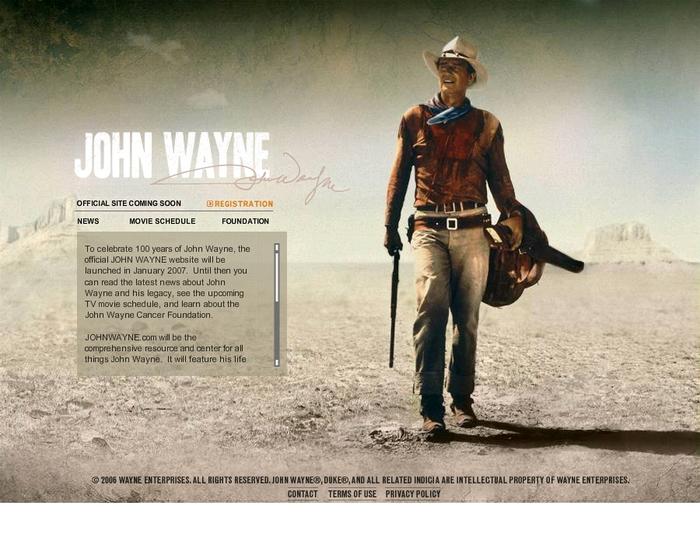 JOHN WAYNE
John Wayne
OFFICIAL SITE COMING SOON REGISTRATION
NEWS MOVIE SCHEDULE FOUNDATION
To celebrate 100 years of John Wayne, the
official JOHN WAYNE website will be
launched in January 2007. Until then you
can read the latest news about John
Wayne and his legacy, see the upcoming
TV movie schedule, and learn about the
John Wayne Cancer Foundation.
JOHNWAYNE.com will be the
comprehensive resource and center for all
things John Wayne. It will feature his life
© 2006 WAYNE ENTERPRISES. ALL RIGHTS RESERVED. JOHN WAYNE®, DUKE®, AND ALL RELATED INDICIA ARE INTELLECTUAL PROPERTY OF WAYNE ENTERPRISES.
CONTACT TERMS OF USE PRIVACY POLICY